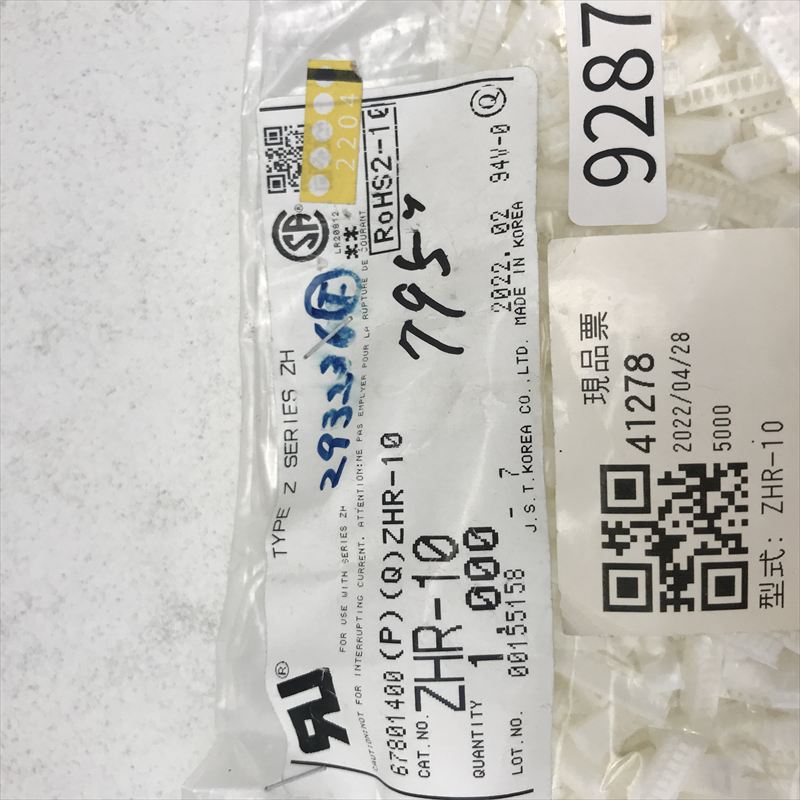 TYPE Z SERIES ZH
293236 I
LR20812
**
2204
FOR USE WITH SERIES ZH
CAUTION:NOT FOR INTERRUPTING CURRENT. ATTENTION:NE PAS EMPLOYER POUR LA RUPTURE DE COURANT
RoHS2-10
67801400(P)(Q)ZHR-10
795
CAT.NO. ZHR-10
QUANTITY 1,000
2022.02 94V-0 Q
LOT.NO. 00155158 - 7
J.S.T.KOREA CO.,LTD. MADE IN KOREA
9287
現品票
41278
2022/04/28
5000
型式: ZHR-10